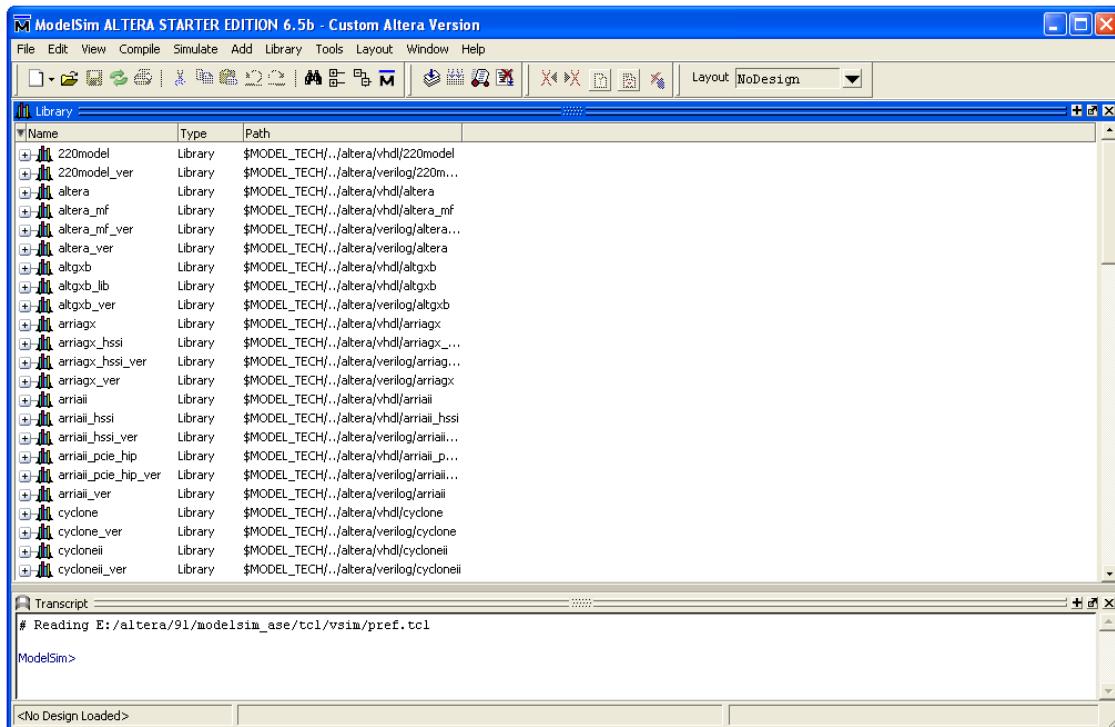 ModelSim ALTERA STARTER EDITION 6.5b - Custom Altera Version
File Edit View Compile Simulate Add Library Tools Layout Window Help
Layout NoDesign
Library
Name Type Path
220model Library $MODEL_TECH/../altera/vhdl/220model
220model_ver Library $MODEL_TECH/../altera/verilog/220m...
altera Library $MODEL_TECH/../altera/vhdl/altera
altera_mf Library $MODEL_TECH/../altera/vhdl/altera_mf
altera_mf_ver Library $MODEL_TECH/../altera/verilog/altera...
altera_ver Library $MODEL_TECH/../altera/verilog/altera
altgxb Library $MODEL_TECH/../altera/vhdl/altgxb
altgxb_lib Library $MODEL_TECH/../altera/vhdl/altgxb
altgxb_ver Library $MODEL_TECH/../altera/verilog/altgxb
arriagx Library $MODEL_TECH/../altera/vhdl/arriagx
arriagx_hssi Library $MODEL_TECH/../altera/vhdl/arriagx_...
arriagx_hssi_ver Library $MODEL_TECH/../altera/verilog/arriag...
arriagx_ver Library $MODEL_TECH/../altera/verilog/arriagx
arriaii Library $MODEL_TECH/../altera/vhdl/arriaii
arriaii_hssi Library $MODEL_TECH/../altera/vhdl/arriaii_hssi
arriaii_hssi_ver Library $MODEL_TECH/../altera/verilog/arriaii...
arriaii_pcie_hip Library $MODEL_TECH/../altera/vhdl/arriaii_p...
arriaii_pcie_hip_ver Library $MODEL_TECH/../altera/verilog/arriaii...
arriaii_ver Library $MODEL_TECH/../altera/verilog/arriaii
cyclone Library $MODEL_TECH/../altera/vhdl/cyclone
cyclone_ver Library $MODEL_TECH/../altera/verilog/cyclone
cycloneii Library $MODEL_TECH/../altera/vhdl/cycloneii
cycloneii_ver Library $MODEL_TECH/../altera/verilog/cycloneii
Transcript
# Reading E:/altera/91/modelsim_ase/tcl/vsim/pref.tcl
ModelSim>
<No Design Loaded>